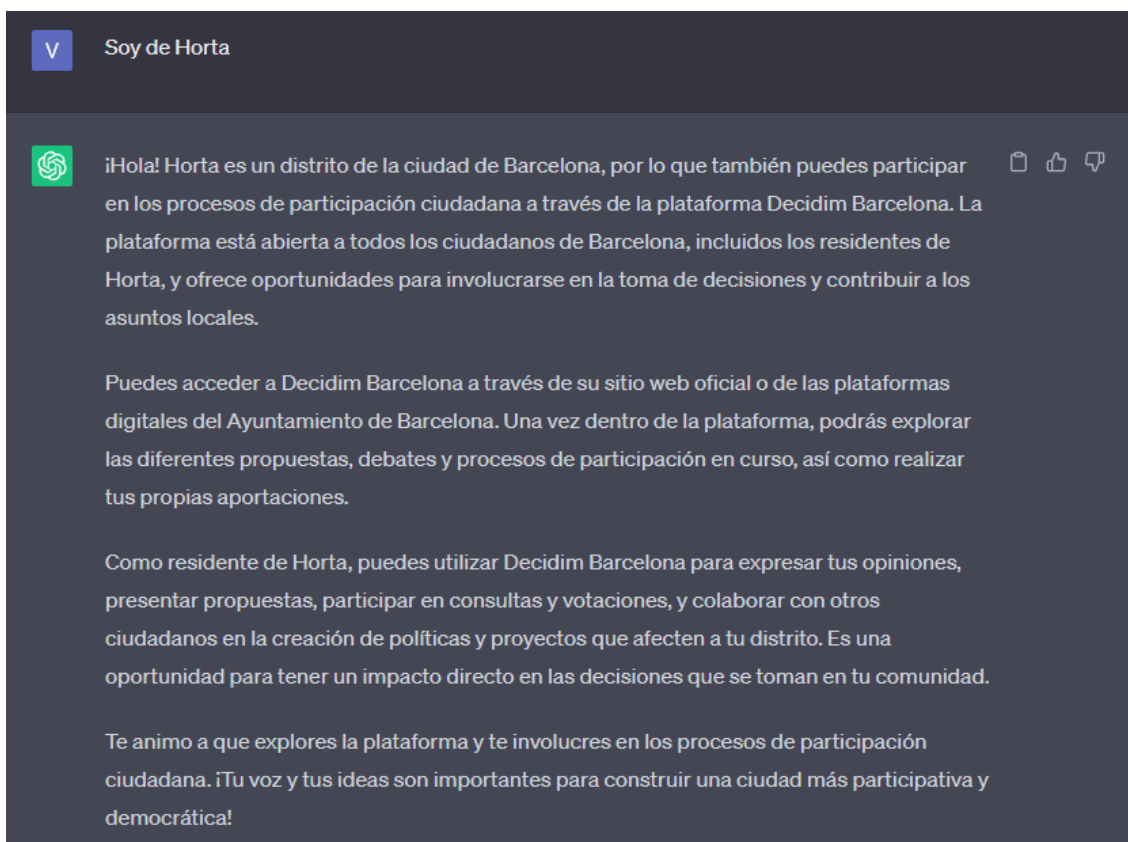 V
Soy de Horta
¡Hola! Horta es un distrito de la ciudad de Barcelona, por lo que también puedes participar
en los procesos de participación ciudadana a través de la plataforma Decidim Barcelona. La
plataforma está abierta a todos los ciudadanos de Barcelona, incluidos los residentes de
Horta, y ofrece oportunidades para involucrarse en la toma de decisiones y contribuir a los
asuntos locales.
Puedes acceder a Decidim Barcelona a través de su sitio web oficial o de las plataformas
digitales del Ayuntamiento de Barcelona. Una vez dentro de la plataforma, podrás explorar
las diferentes propuestas, debates y procesos de participación en curso, así como realizar
tus propias aportaciones.
Como residente de Horta, puedes utilizar Decidim Barcelona para expresar tus opiniones,
presentar propuestas, participar en consultas y votaciones, y colaborar con otros
ciudadanos en la creación de políticas y proyectos que afecten a tu distrito. Es una
oportunidad para tener un impacto directo en las decisiones que se toman en tu comunidad.
Te animo a que explores la plataforma y te involucres en los procesos de participación
ciudadana. ¡Tu voz y tus ideas son importantes para construir una ciudad más participativa y
democrática!